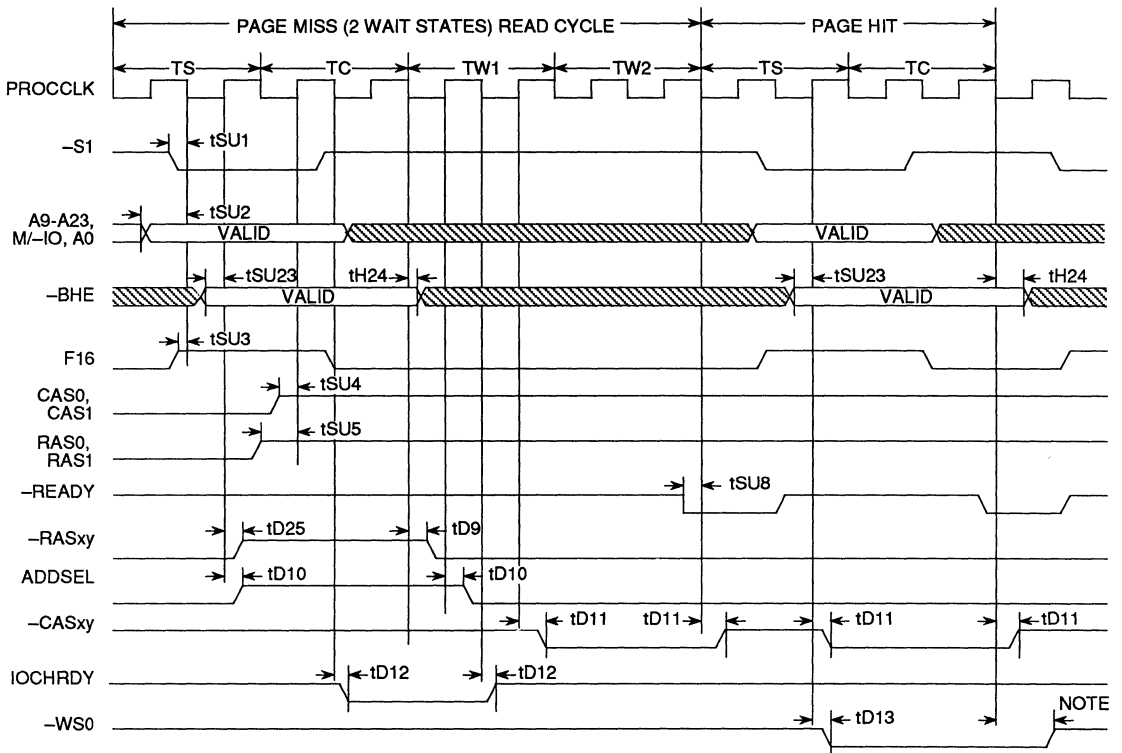 PAGE MISS (2 WAIT STATES) READ CYCLE PAGE HIT
TS TC TW1 TW2 TS TC
PROCCLK
–S1 tSU1
tSU2
A9-A23,
M/–IO, A0 VALID VALID
tSU23 tH24 tSU23 tH24
–BHE VALID VALID
tSU3
F16
tSU4
CAS0,
CAS1
tSU5
RAS0,
RAS1
–READY tSU8
–RASxy tD25 tD9
ADDSEL tD10 tD10
–CASxy tD11 tD11 tD11 tD11
IOCHRDY tD12 tD12
NOTE
–WS0 tD13